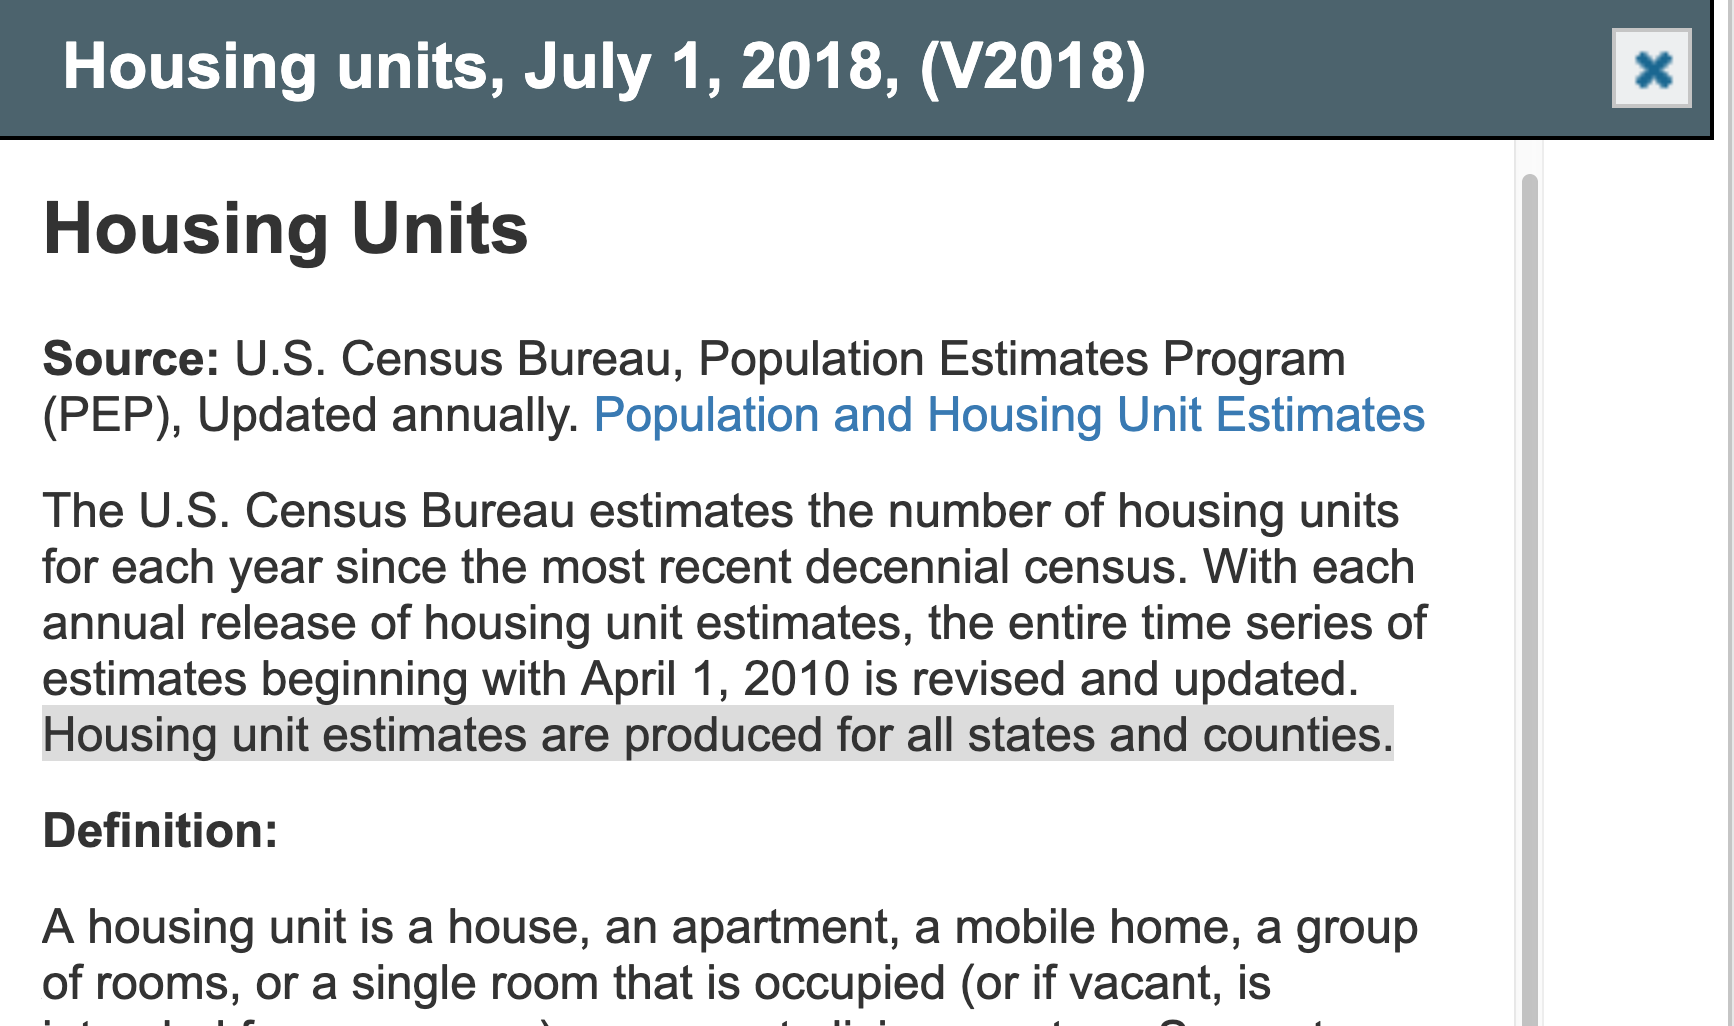 Housing units, July 1, 2018, (V2018)
Housing Units
Source: U.S. Census Bureau, Population Estimates Program
(PEP), Updated annually. Population and Housing Unit Estimates
The U.S. Census Bureau estimates the number of housing units
for each year since the most recent decennial census. With each
annual release of housing unit estimates, the entire time series of
estimates beginning with April 1, 2010 is revised and updated.
Housing unit estimates are produced for all states and counties.
Definition:
A housing unit is a house, an apartment, a mobile home, a group
of rooms, or a single room that is occupied (or if vacant, is